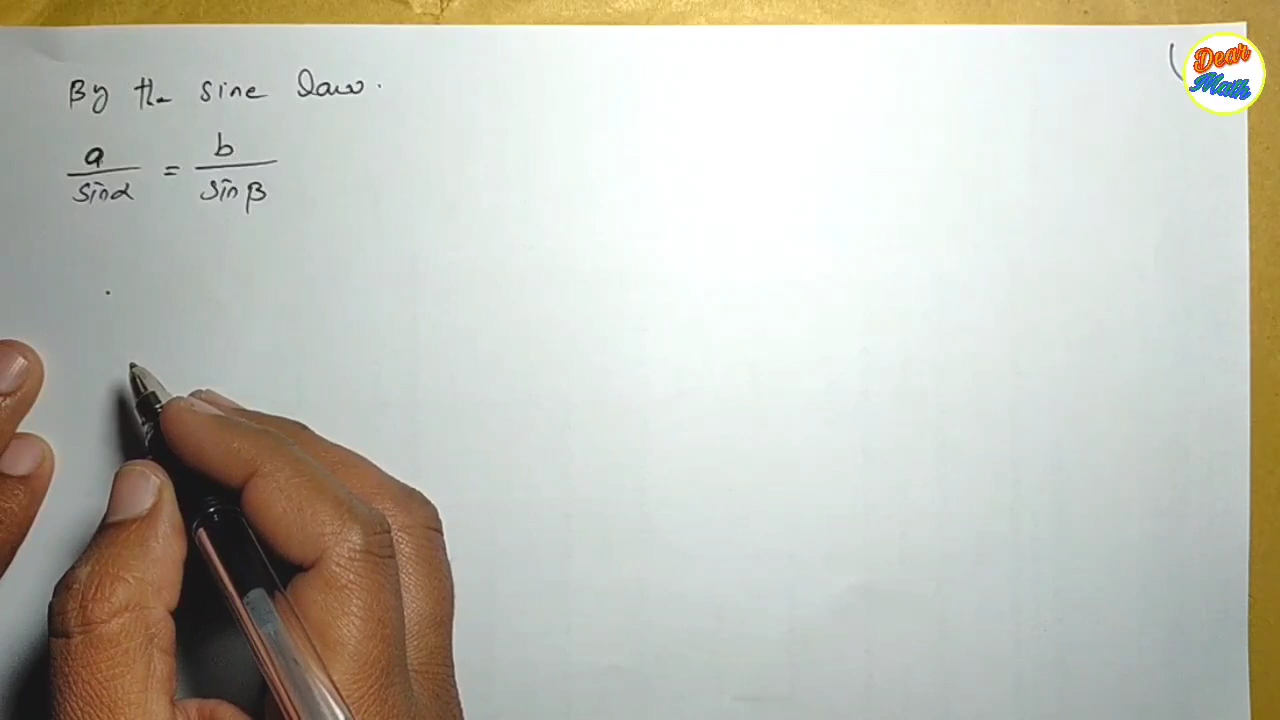 Dear
Math
By the sine law.
a/sinα = b/sinβ